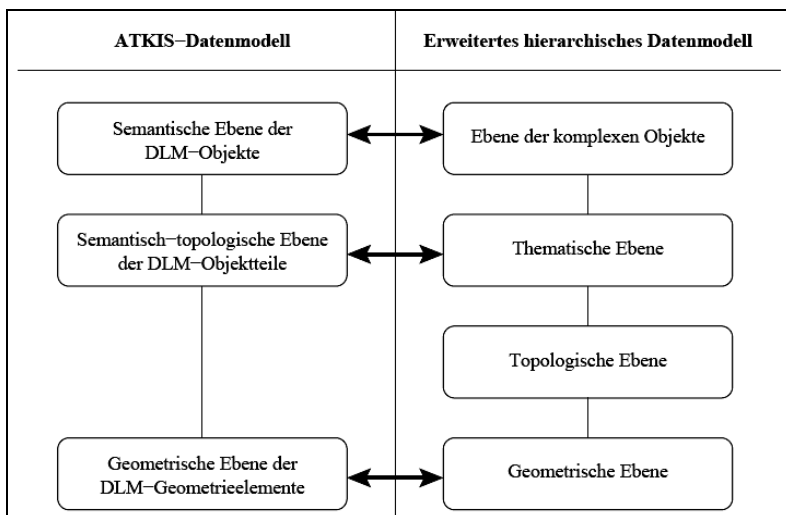 ATKIS–Datenmodell
Erweitertes hierarchisches Datenmodell
Semantische Ebene der
DLM–Objekte
Ebene der komplexen Objekte
Semantisch–topologische Ebene
der DLM–Objektteile
Thematische Ebene
Topologische Ebene
Geometrische Ebene der
DLM–Geometrieelemente
Geometrische Ebene